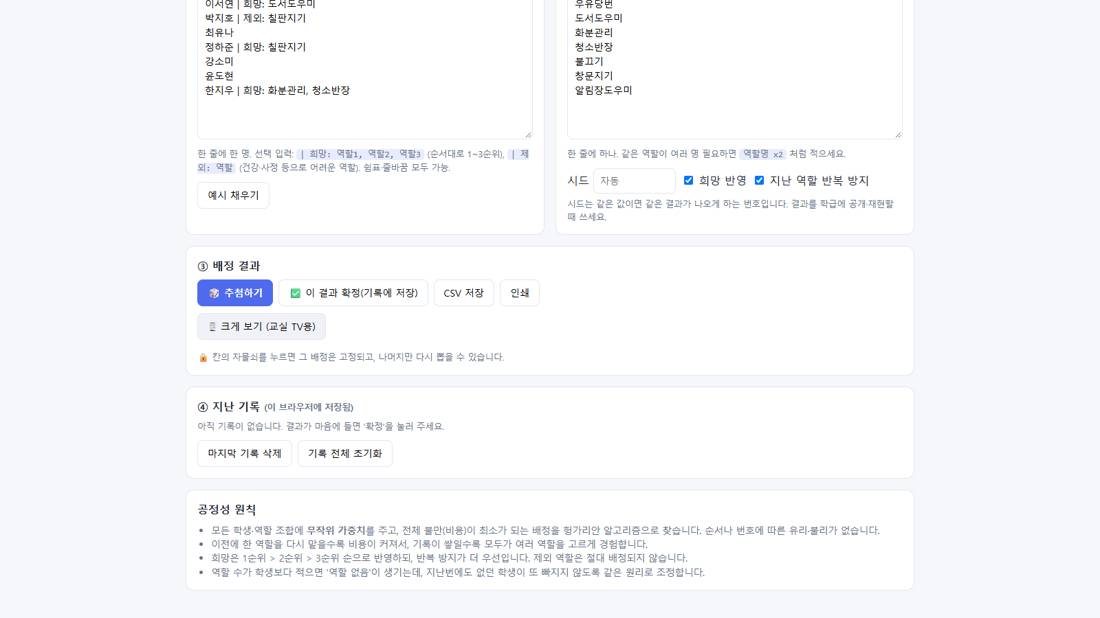 이서연 | 희망: 도서도우미
박지호 | 제외: 칠판지기
최유나
정하준 | 희망: 칠판지기
강소미
윤도현
한지우 | 희망: 화분관리, 청소반장
한 줄에 한 명. 선택 입력: | 희망: 역할1, 역할2, 역할3 (순서대로 1~3순위), | 제
외: 역할 (건강·사정 등으로 어려운 역할). 쉼표·줄바꿈 모두 가능.
예시 채우기
우유당번
도서도우미
화분관리
청소반장
불끄기
창문지기
알림장도우미
한 줄에 하나. 같은 역할이 여러 명 필요하면 역할명 x2 처럼 적으세요.
시드 자동 희망 반영 지난 역할 반복 방지
시드는 같은 값이면 같은 결과가 나오게 하는 번호입니다. 결과를 학급에 공개·재현할
때 쓰세요.
③ 배정 결과
🎲 추첨하기 ✅ 이 결과 확정(기록에 저장) CSV 저장 인쇄
크게 보기 (교실 TV용)
🔒 칸의 자물쇠를 누르면 그 배정은 고정되고, 나머지만 다시 뽑을 수 있습니다.
④ 지난 기록 (이 브라우저에 저장됨)
아직 기록이 없습니다. 결과가 마음에 들면 '확정'을 눌러 주세요.
마지막 기록 삭제 기록 전체 초기화
공정성 원칙
• 모든 학생·역할 조합에 무작위 가중치를 주고, 전체 불만(비용)이 최소가 되는 배정을 헝가리안 알고리즘으로 찾습니다. 순서나 번호에 따른 유리·불리가 없습니다.
• 이전에 한 역할을 다시 맡을수록 비용이 커져서, 기록이 쌓일수록 모두가 여러 역할을 고르게 경험합니다.
• 희망은 1순위 > 2순위 > 3순위 순으로 반영하되, 반복 방지가 더 우선입니다. 제외 역할은 절대 배정되지 않습니다.
• 역할 수가 학생보다 적으면 '역할 없음'이 생기는데, 지난번에도 없던 학생이 또 빠지지 않도록 같은 원리로 조정합니다.